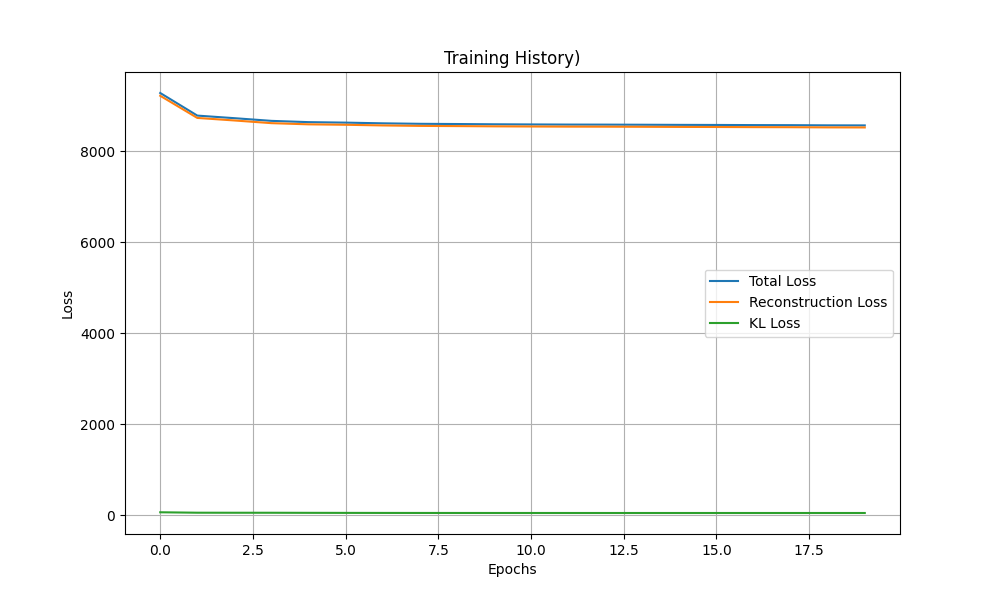 Training History)
8000
6000
4000
2000
0
Loss
Total Loss
Reconstruction Loss
KL Loss
0.0 2.5 5.0 7.5 10.0 12.5 15.0 17.5
Epochs